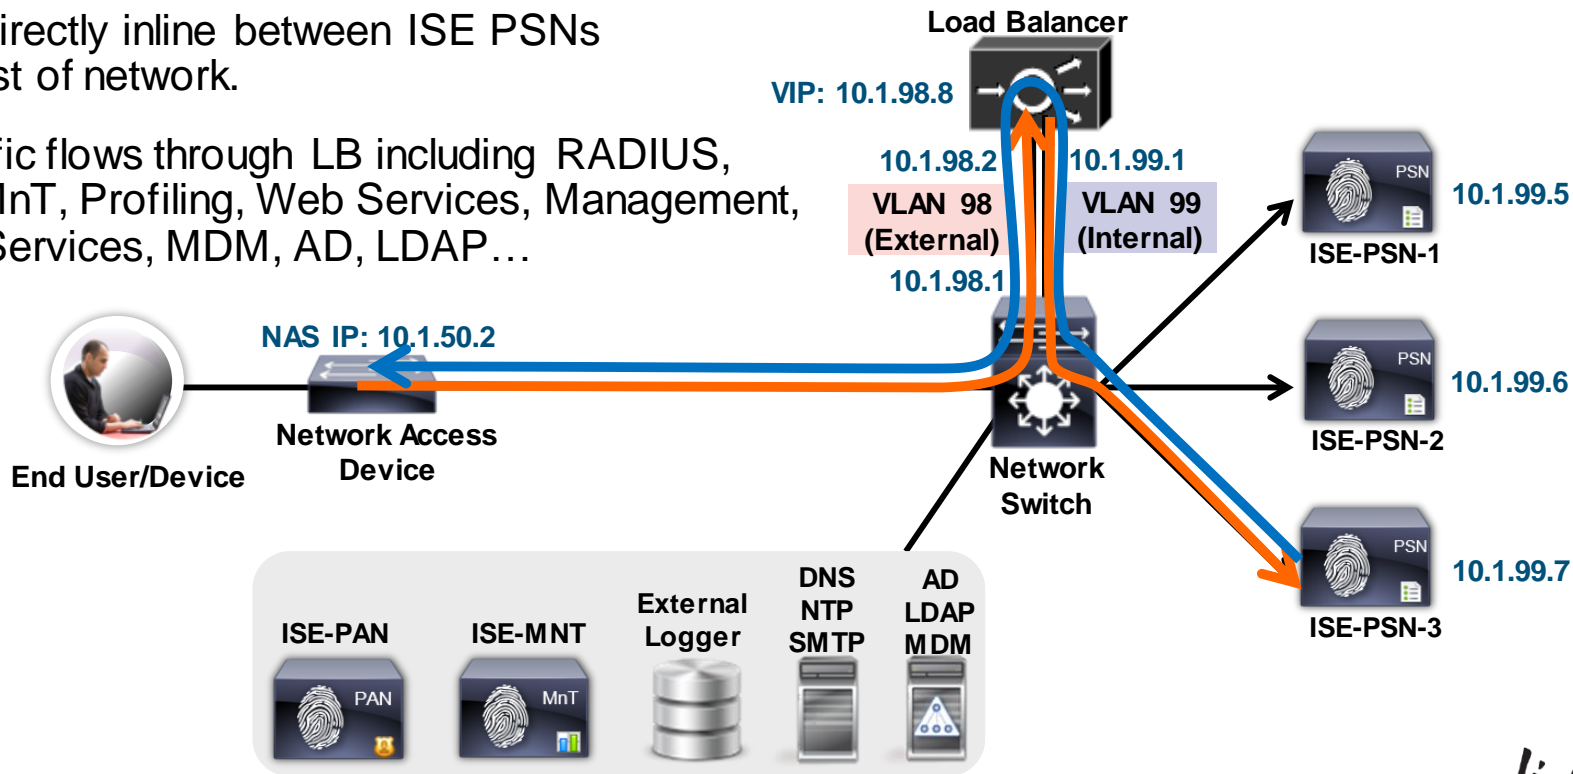 directly inline between ISE PSNs
st of network.
fic flows through LB including RADIUS,
MnT, Profiling, Web Services, Management,
Services, MDM, AD, LDAP…
Load Balancer
VIP: 10.1.98.8
10.1.98.2
10.1.99.1
VLAN 98
(External)
VLAN 99
(Internal)
10.1.98.1
NAS IP: 10.1.50.2
End User/Device
Network Access
Device
Network
Switch
PSN
10.1.99.5
ISE-PSN-1
PSN
10.1.99.6
ISE-PSN-2
PSN
10.1.99.7
ISE-PSN-3
ISE-PAN
PAN
ISE-MNT
MnT
External
Logger
DNS
NTP
SMTP
AD
LDAP
MDM